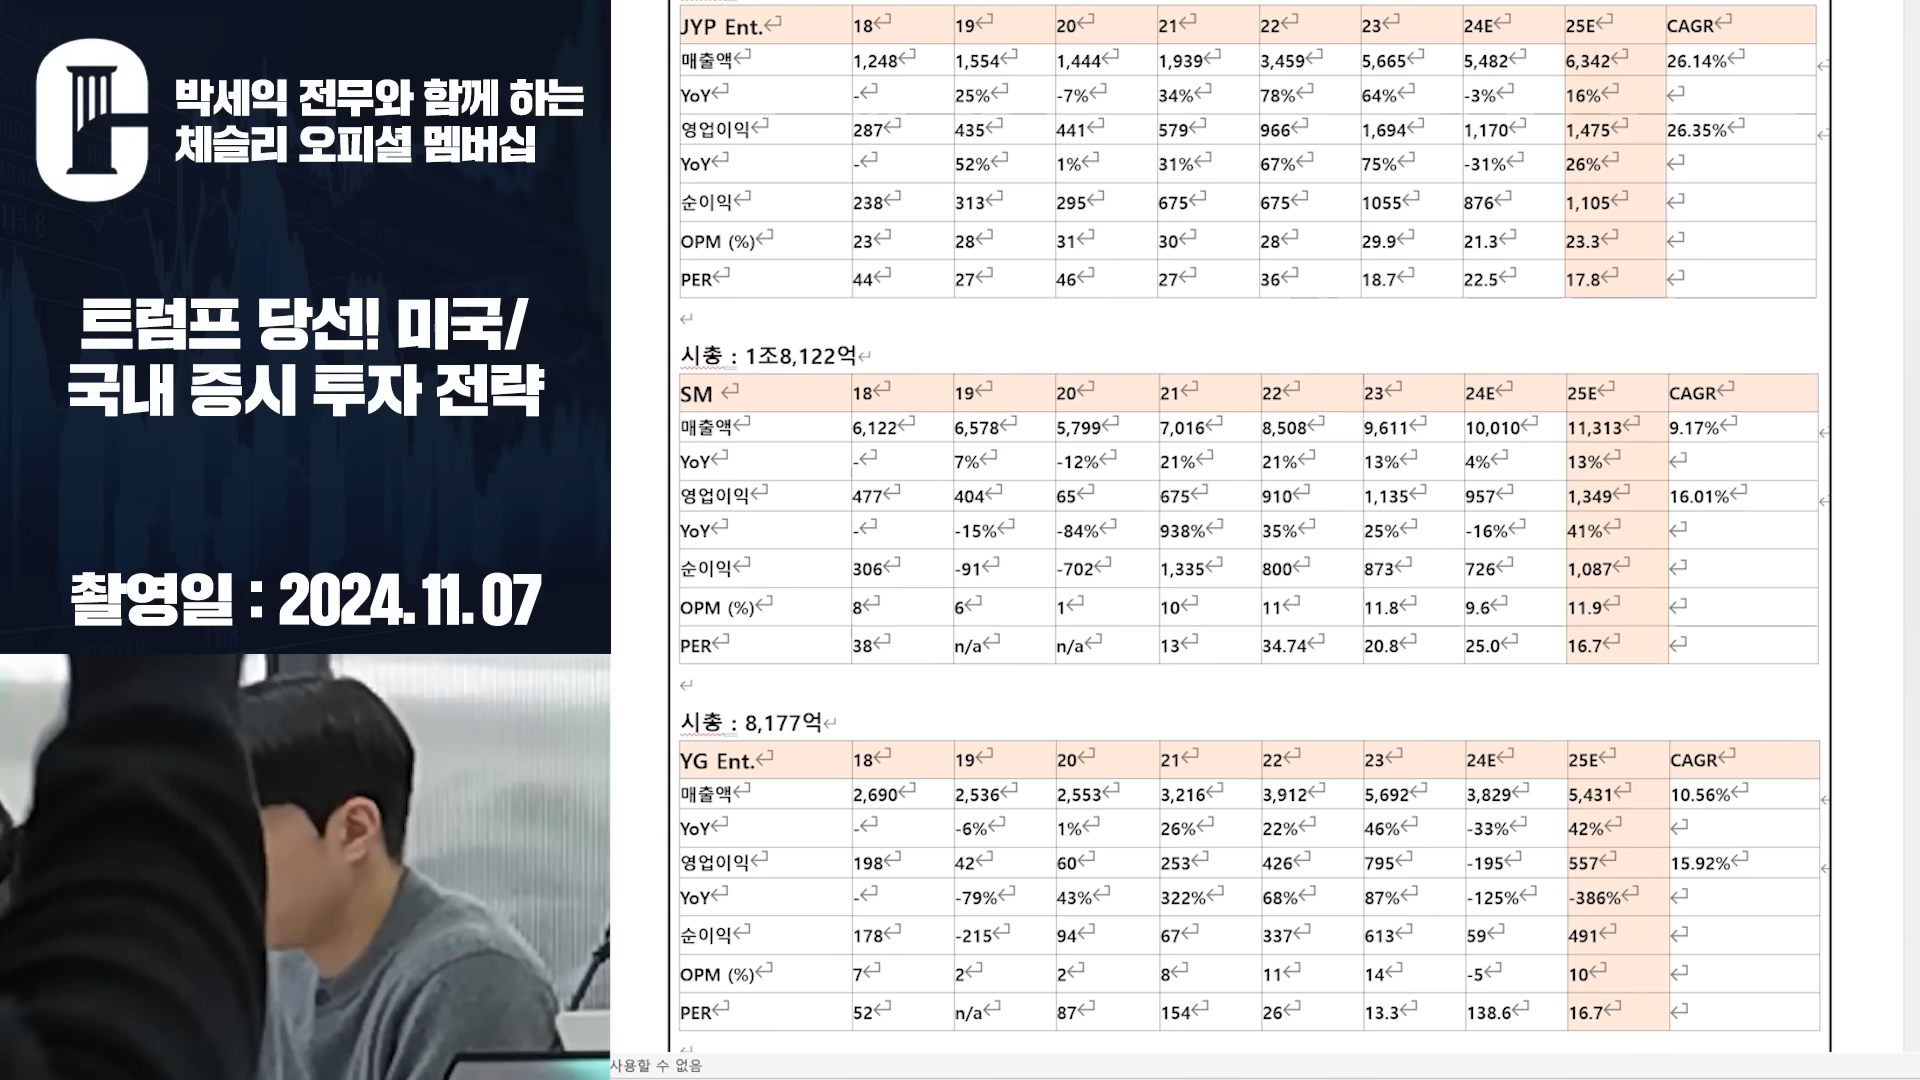 박세익 전무와 함께 하는
체슬리 오피셜 멤버십
트럼프 당선! 미국/
국내 증시 투자 전략
촬영일 : 2024. 11. 07
JYP Ent. 18 19 20 21 22 23 24E 25E CAGR
매출액 1,248 1,554 1,444 1,939 3,459 5,665 5,482 6,342 26.14%
YoY - 25% -7% 34% 78% 64% -3% 16%
영업이익 287 435 441 579 966 1,694 1,170 1,475 26.35%
YoY - 52% 1% 31% 67% 75% -31% 26%
순이익 238 313 295 675 675 1055 876 1,105
OPM (%) 23 28 31 30 28 29.9 21.3 23.3
PER 44 27 46 27 36 18.7 22.5 17.8
시총 : 1조8,122억
SM 18 19 20 21 22 23 24E 25E CAGR
매출액 6,122 6,578 5,799 7,016 8,508 9,611 10,010 11,313 9.17%
YoY - 7% -12% 21% 21% 13% 4% 13%
영업이익 477 404 65 675 910 1,135 957 1,349 16.01%
YoY - -15% -84% 938% 35% 25% -16% 41%
순이익 306 -91 -702 1,335 800 873 726 1,087
OPM (%) 8 6 1 10 11 11.8 9.6 11.9
PER 38 n/a n/a 13 34.74 20.8 25.0 16.7
시총 : 8,177억
YG Ent. 18 19 20 21 22 23 24E 25E CAGR
매출액 2,690 2,536 2,553 3,216 3,912 5,692 3,829 5,431 10.56%
YoY - -6% 1% 26% 22% 46% -33% 42%
영업이익 198 42 60 253 426 795 -195 557 15.92%
YoY - -79% 43% 322% 68% 87% -125% -386%
순이익 178 -215 94 67 337 613 59 491
OPM (%) 7 2 2 8 11 14 -5 10
PER 52 n/a 87 154 26 13.3 138.6 16.7
사용할 수 없음